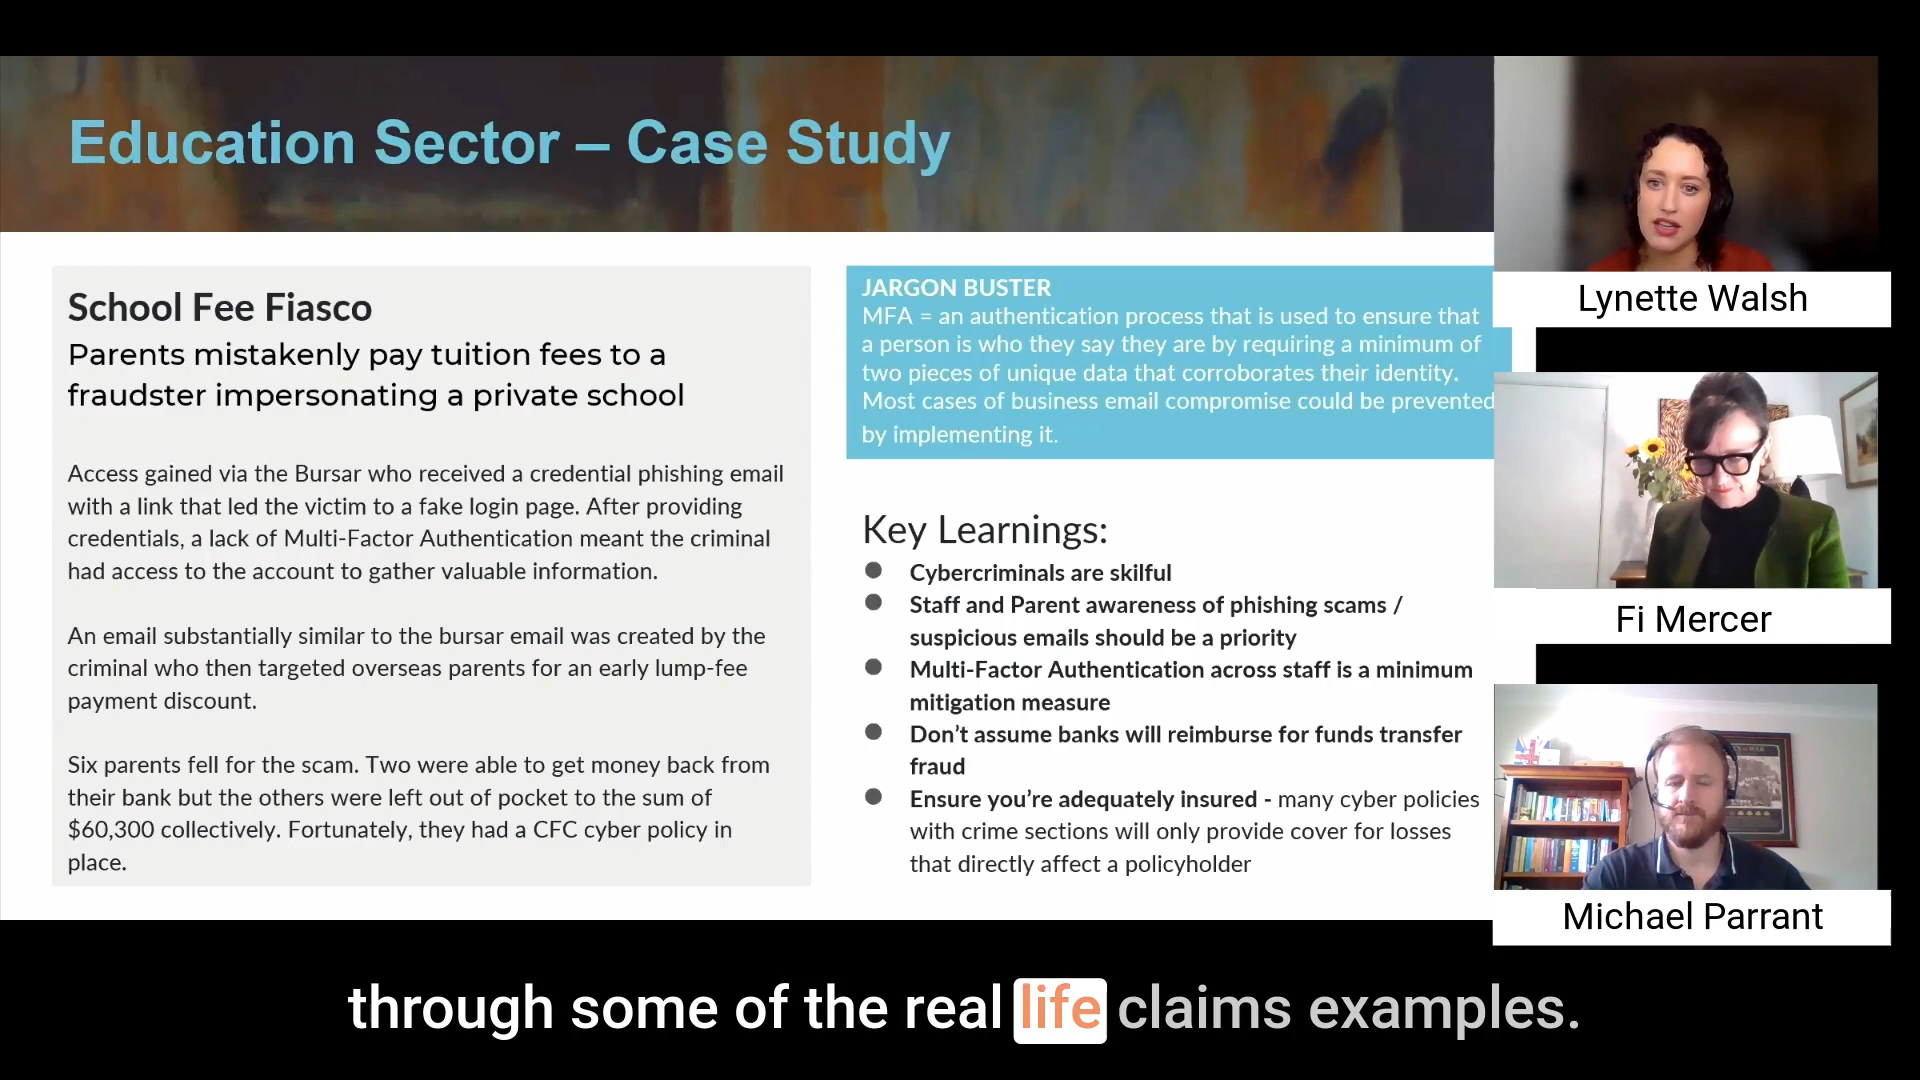 Education Sector – Case Study
School Fee Fiasco
Parents mistakenly pay tuition fees to a
fraudster impersonating a private school
Access gained via the Bursar who received a credential phishing email
with a link that led the victim to a fake login page. After providing
credentials, a lack of Multi-Factor Authentication meant the criminal
had access to the account to gather valuable information.
An email substantially similar to the bursar email was created by the
criminal who then targeted overseas parents for an early lump-fee
payment discount.
Six parents fell for the scam. Two were able to get money back from
their bank but the others were left out of pocket to the sum of
$60,300 collectively. Fortunately, they had a CFC cyber policy in
place.
JARGON BUSTER
MFA = an authentication process that is used to ensure that
a person is who they say they are by requiring a minimum of
two pieces of unique data that corroborates their identity.
Most cases of business email compromise could be prevented
by implementing it.
Key Learnings:
● Cybercriminals are skilful
● Staff and Parent awareness of phishing scams /
suspicious emails should be a priority
● Multi-Factor Authentication across staff is a minimum
mitigation measure
● Don’t assume banks will reimburse for funds transfer
fraud
● Ensure you’re adequately insured - many cyber policies
with crime sections will only provide cover for losses
that directly affect a policyholder
Lynette Walsh
Fi Mercer
Michael Parrant
through some of the real life claims examples.